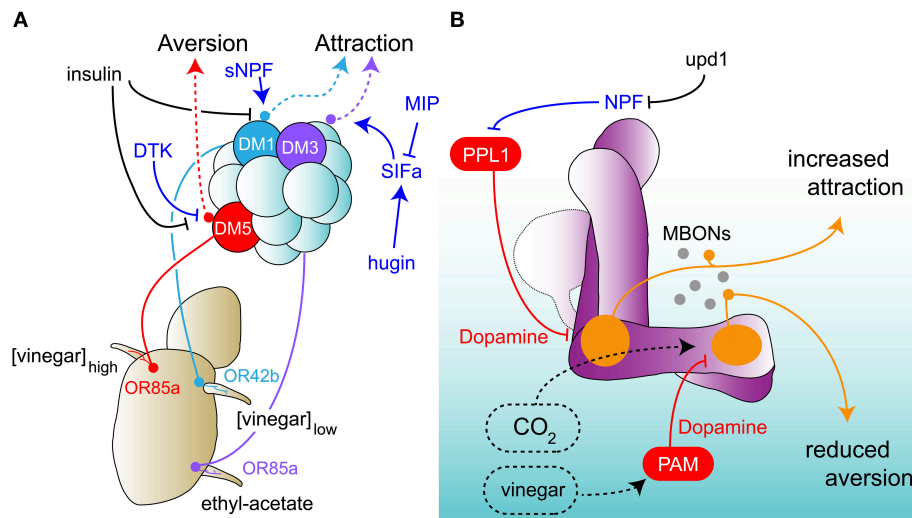 A
Aversion
Attraction
insulin
sNPF
MIP
DM1
DM3
DTK
SIFa
DM5
hugin
[vinegar]high
OR85a
OR42b
[vinegar]low
OR85a
ethyl-acetate
B
upd1
NPF
PPL1
increased
attraction
MBONs
Dopamine
CO2
Dopamine
PAM
vinegar
reduced
aversion